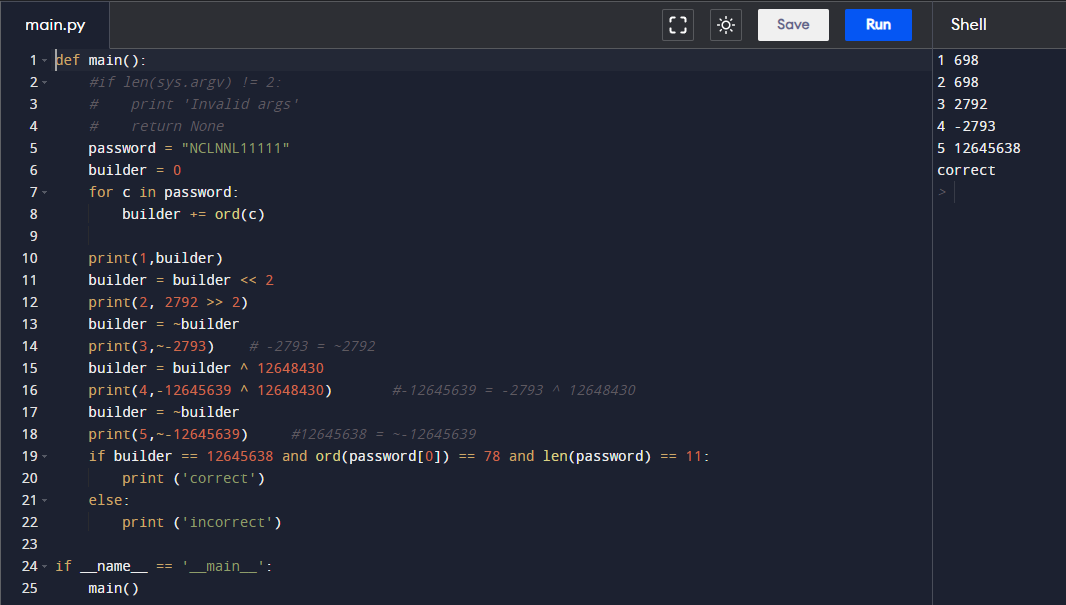 main.py Save Run Shell
1 def main():
2 #if len(sys.argv) != 2:
3 #    print 'Invalid args'
4 #    return None
5 password = "NCLNNL11111"
6 builder = 0
7 for c in password:
8 builder += ord(c)
9
10 print(1,builder)
11 builder = builder << 2
12 print(2, 2792 >> 2)
13 builder = ~builder
14 print(3,~-2793)    # -2793 = ~2792
15 builder = builder ^ 12648430
16 print(4,-12645639 ^ 12648430)       #-12645639 = -2793 ^ 12648430
17 builder = ~builder
18 print(5,~-12645639)     #12645638 = ~-12645639
19 if builder == 12645638 and ord(password[0]) == 78 and len(password) == 11:
20 print ('correct')
21 else:
22 print ('incorrect')
23
24 if __name__ == '__main__':
25 main()
1 698
2 698
3 2792
4 -2793
5 12645638
correct
>